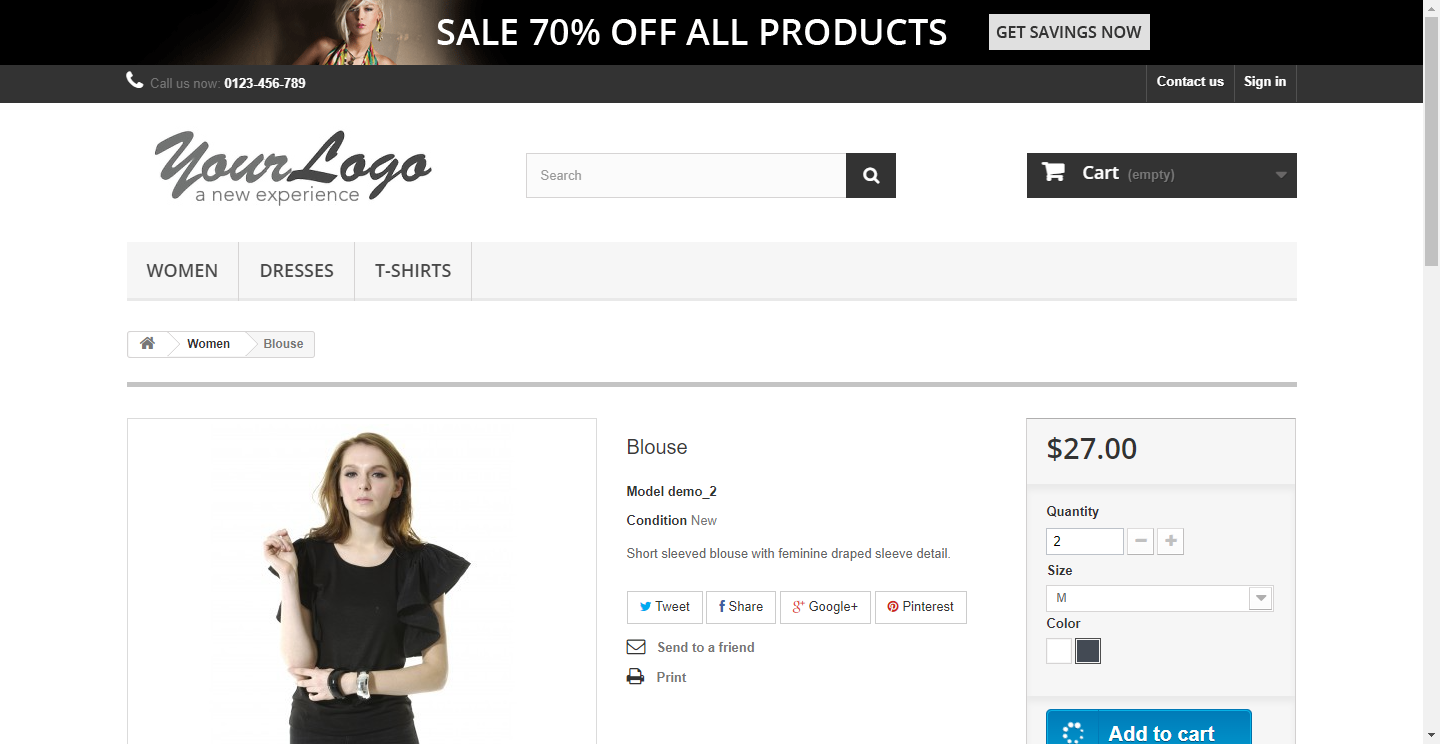 SALE 70% OFF ALL PRODUCTS GET SAVINGS NOW
Call us now: 0123-456-789 Contact us Sign in
YourLogo
a new experience
Search
Cart (empty)
WOMEN DRESSES T-SHIRTS
Women Blouse
Blouse
Model demo_2
Condition New
Short sleeved blouse with feminine draped sleeve detail.
Tweet Share Google+ Pinterest
Send to a friend
Print
$27.00
Quantity
2
Size
M
Color
Add to cart